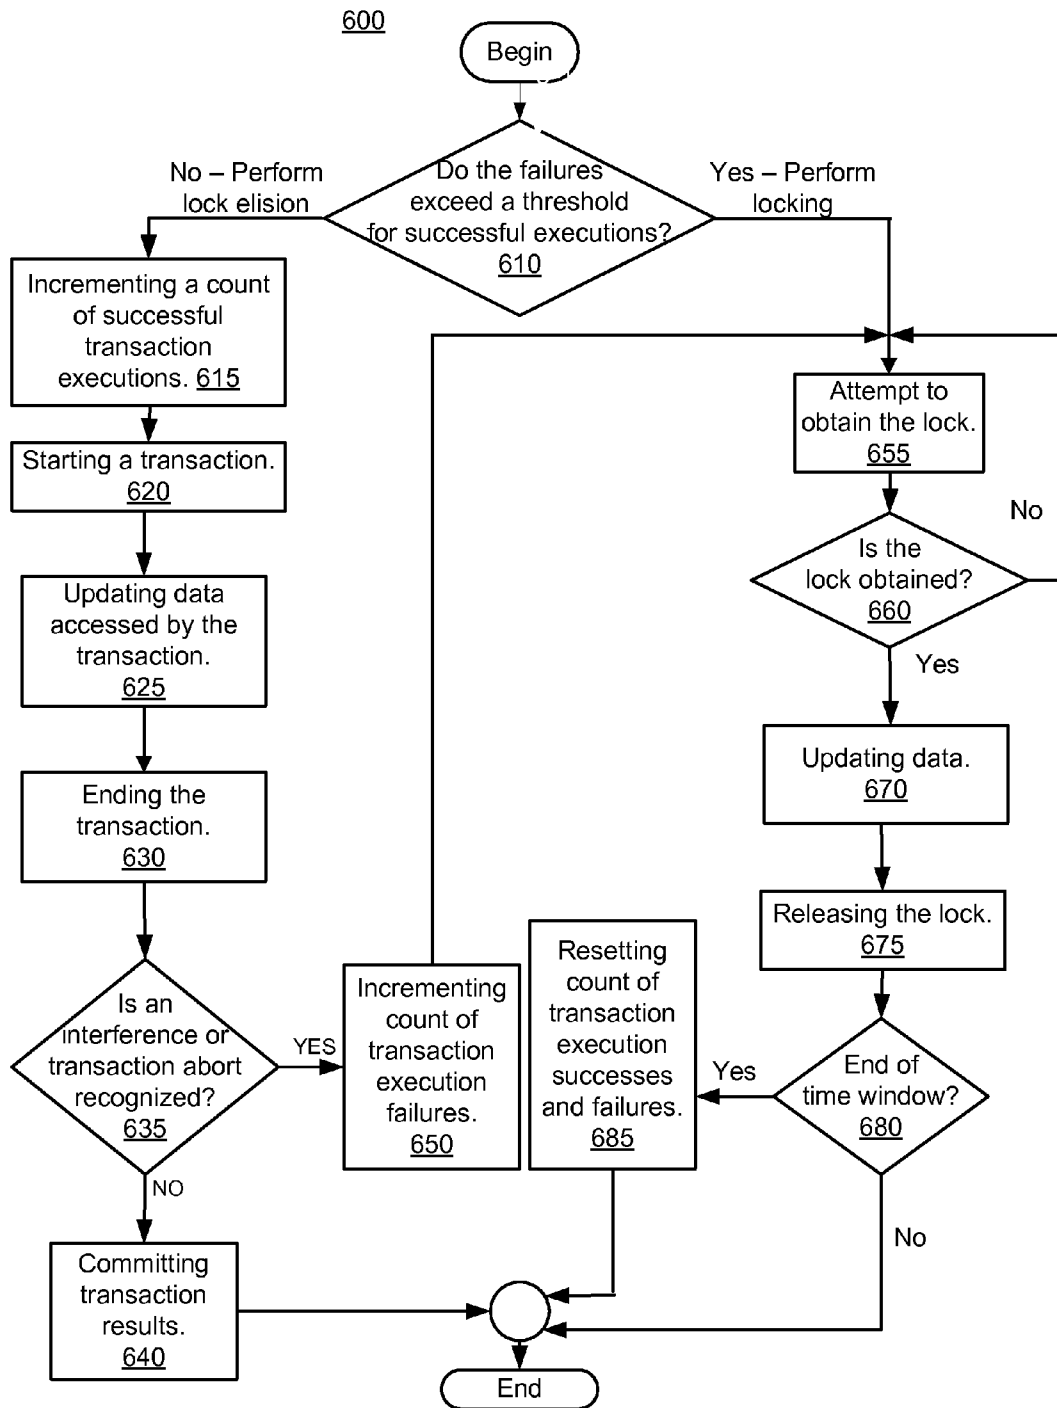 600
Begin
Do the failures
exceed a threshold
for successful executions?
610
No – Perform
lock elision
Yes – Perform
locking
Incrementing a count
of successful
transaction
executions. 615
Starting a transaction.
620
Updating data
accessed by the
transaction.
625
Ending the
transaction.
630
Is an
interference or
transaction abort
recognized?
635
YES
NO
Incrementing
count of
transaction
execution
failures.
650
Committing
transaction
results.
640
Attempt to
obtain the lock.
655
Is the
lock obtained?
660
No
Yes
Updating data.
670
Releasing the lock.
675
End of
time window?
680
Yes
No
Resetting
count of
transaction
execution
successes
and failures.
685
End